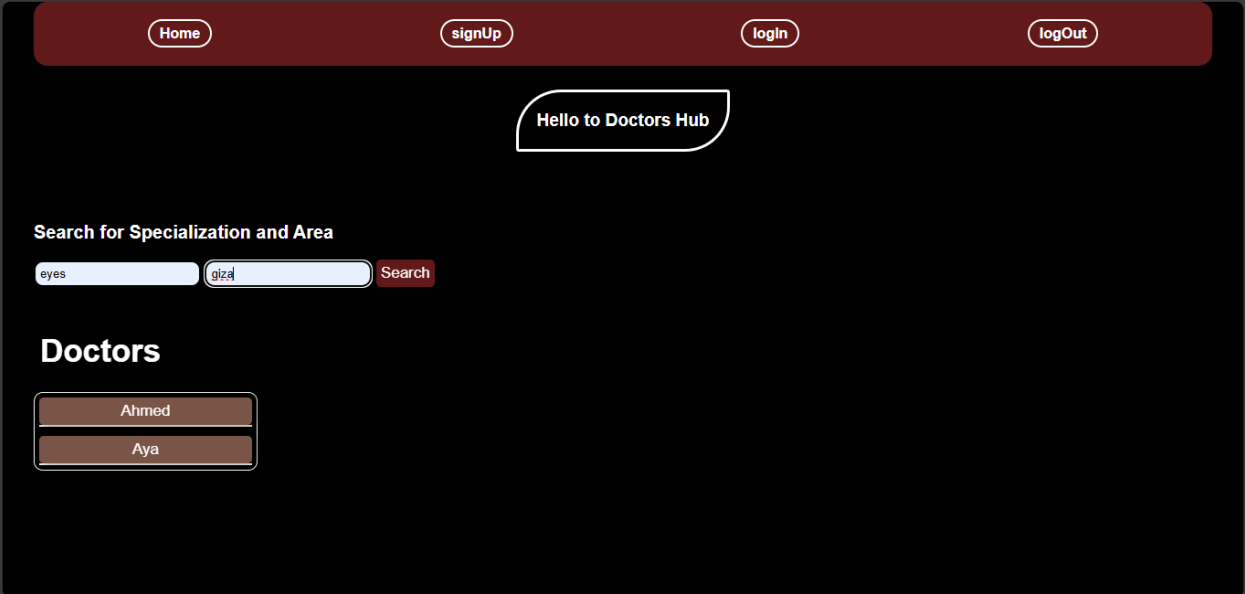 Home signUp logIn logOut
Hello to Doctors Hub
Search for Specialization and Area
eyes giza Search
Doctors
Ahmed
Aya